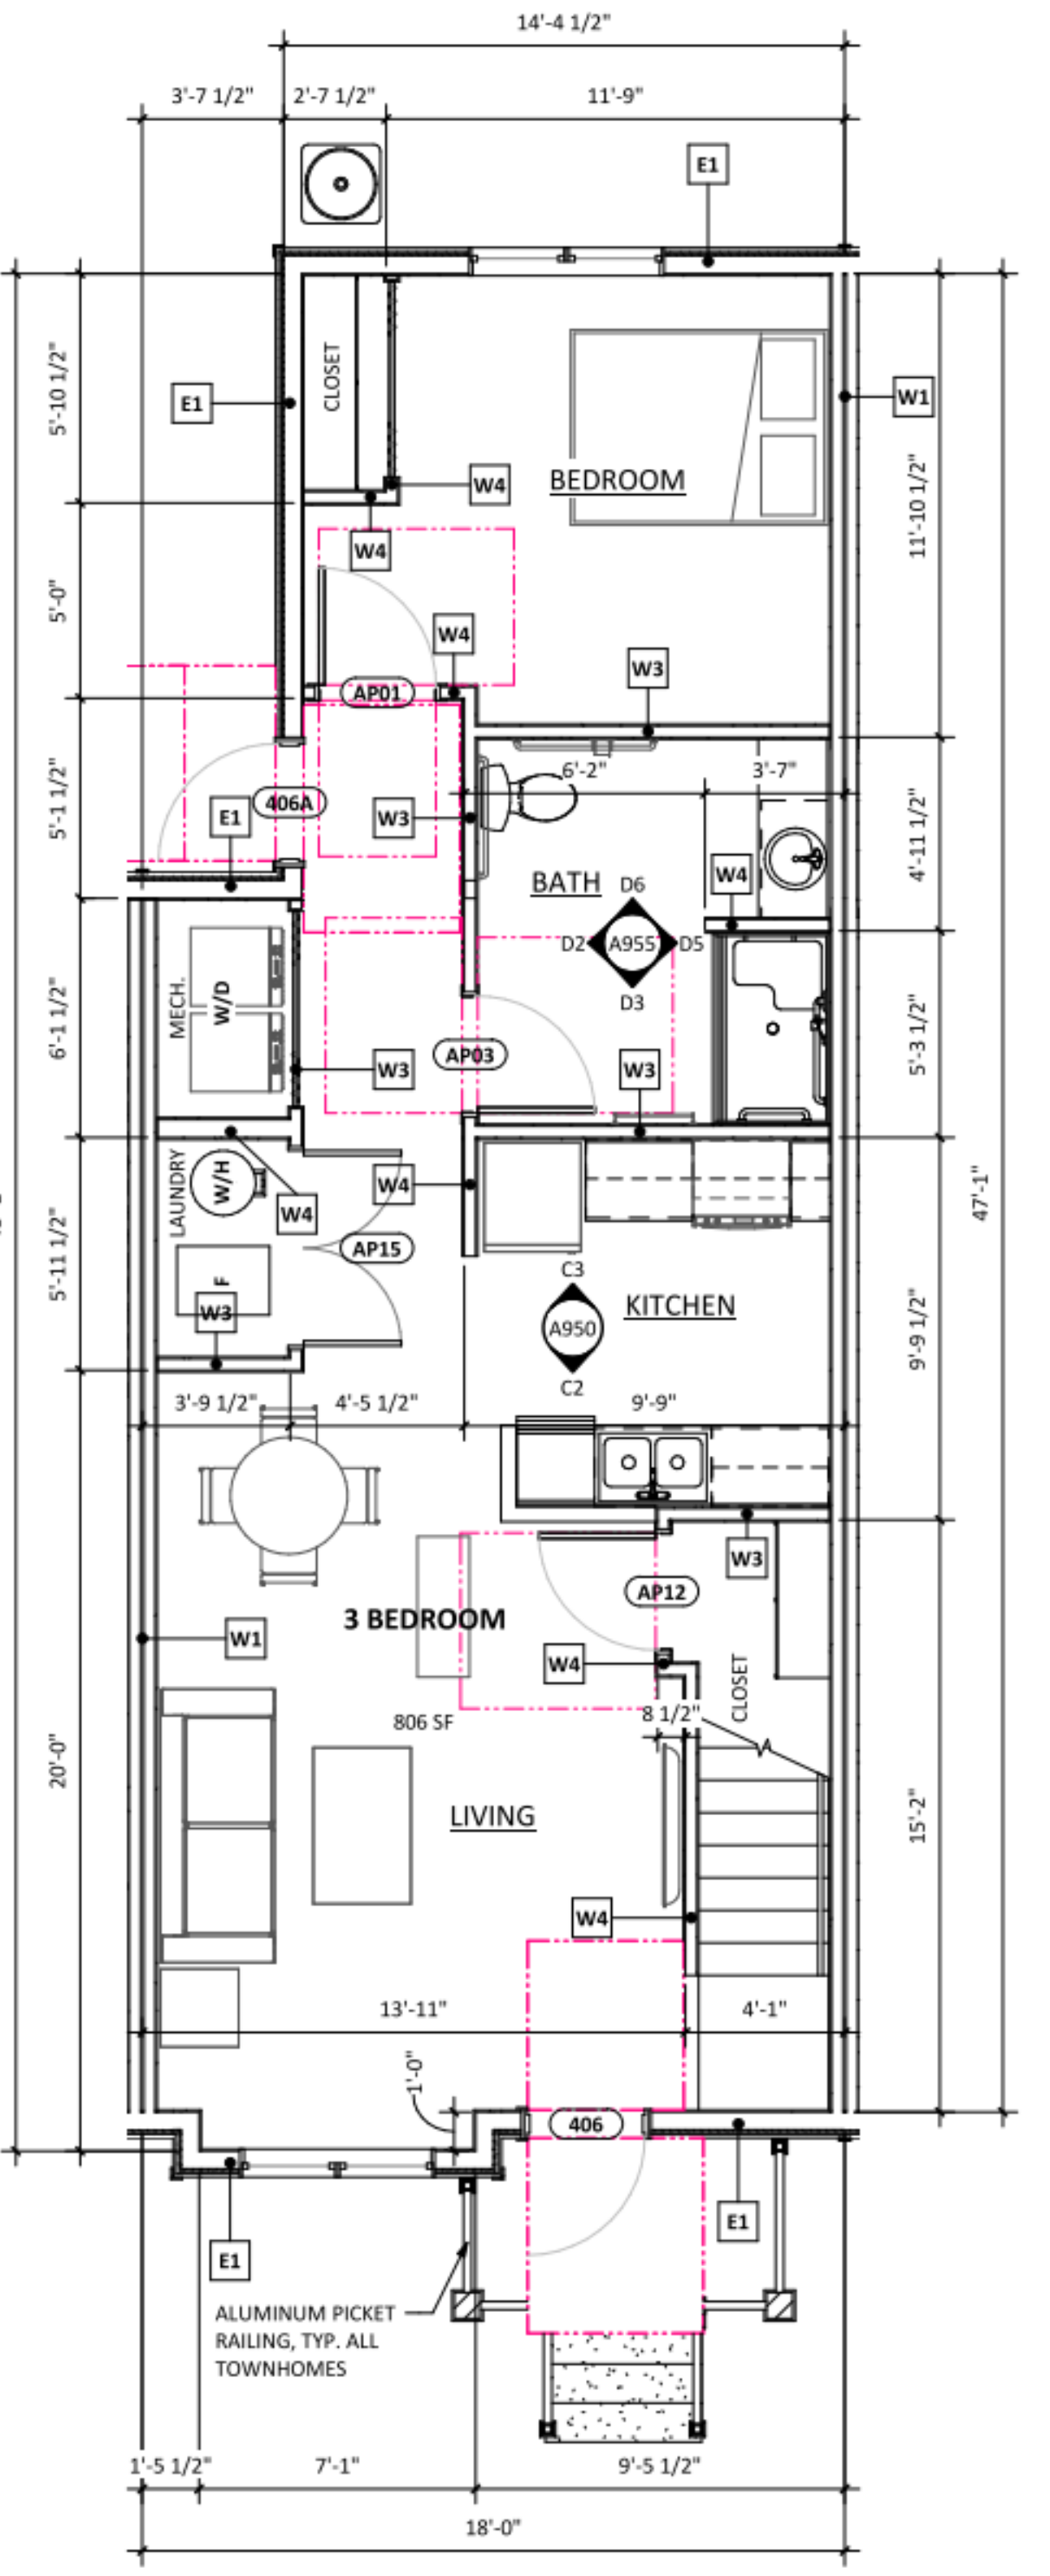 14'-4 1/2"
3'-7 1/2"
2'-7 1/2"
11'-9"
E1
CLOSET
5'-10 1/2"
E1
W1
W4
BEDROOM
11'-10 1/2"
W4
5'-0"
W4
W3
AP01
6'-2"
3'-7"
406A
5'-1 1/2"
E1
W3
4'-11 1/2"
W4
BATH
D6
D2
A955
D5
D3
MECH.
W/D
6'-1 1/2"
5'-3 1/2"
AP03
W3
W3
LAUNDRY
W/H
W4
W4
AP15
47'-1"
5'-11 1/2"
F
W3
C3
A950
C2
KITCHEN
9'-9 1/2"
3'-9 1/2"
4'-5 1/2"
9'-9"
W3
AP12
3 BEDROOM
W1
W4
CLOSET
806 SF
8 1/2"
20'-0"
LIVING
15'-2"
W4
13'-11"
4'-1"
1'-0"
406
E1
E1
ALUMINUM PICKET
RAILING, TYP. ALL
TOWNHOMES
1'-5 1/2"
7'-1"
9'-5 1/2"
18'-0"